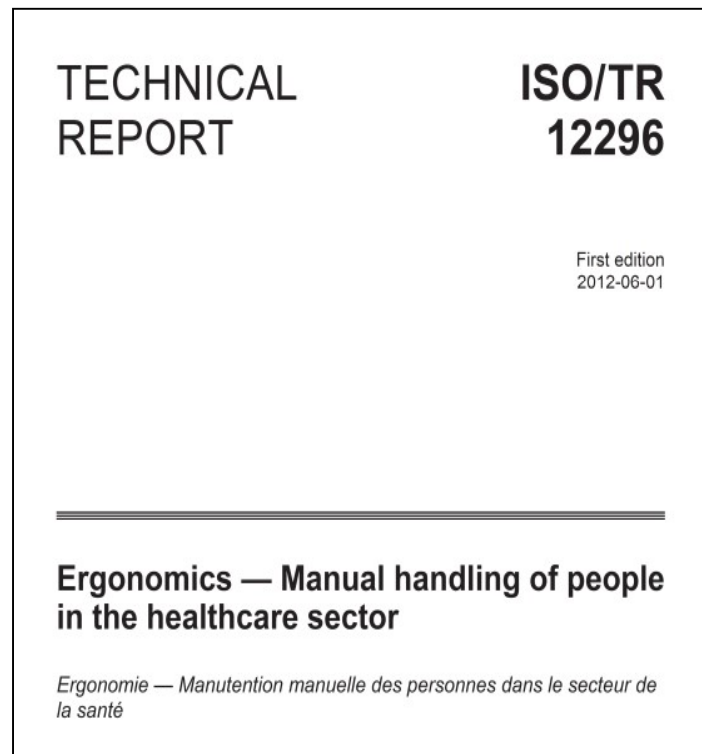 TECHNICAL
REPORT
ISO/TR
12296
First edition
2012-06-01
Ergonomics — Manual handling of people
in the healthcare sector
Ergonomie — Manutention manuelle des personnes dans le secteur de
la santé